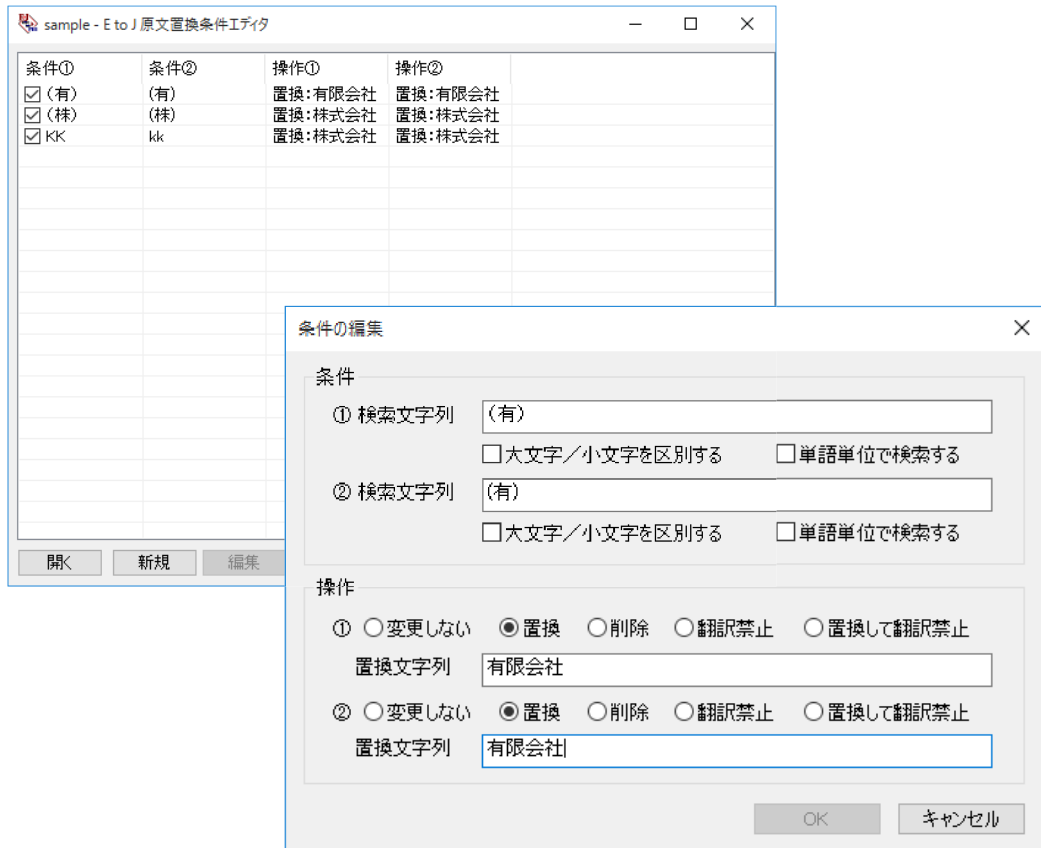 sample - E to J 原文置換条件エディタ
条件① 条件② 操作① 操作②
(有) (有) 置換:有限会社 置換:有限会社
(株) (株) 置換:株式会社 置換:株式会社
KK kk 置換:株式会社 置換:株式会社
開く 新規 編集
条件の編集
条件
① 検索文字列 (有)
大文字/小文字を区別する 単語単位で検索する
② 検索文字列 (有)
大文字/小文字を区別する 単語単位で検索する
操作
① 変更しない 置換 削除 翻訳禁止 置換して翻訳禁止
置換文字列 有限会社
② 変更しない 置換 削除 翻訳禁止 置換して翻訳禁止
置換文字列 有限会社
OK キャンセル